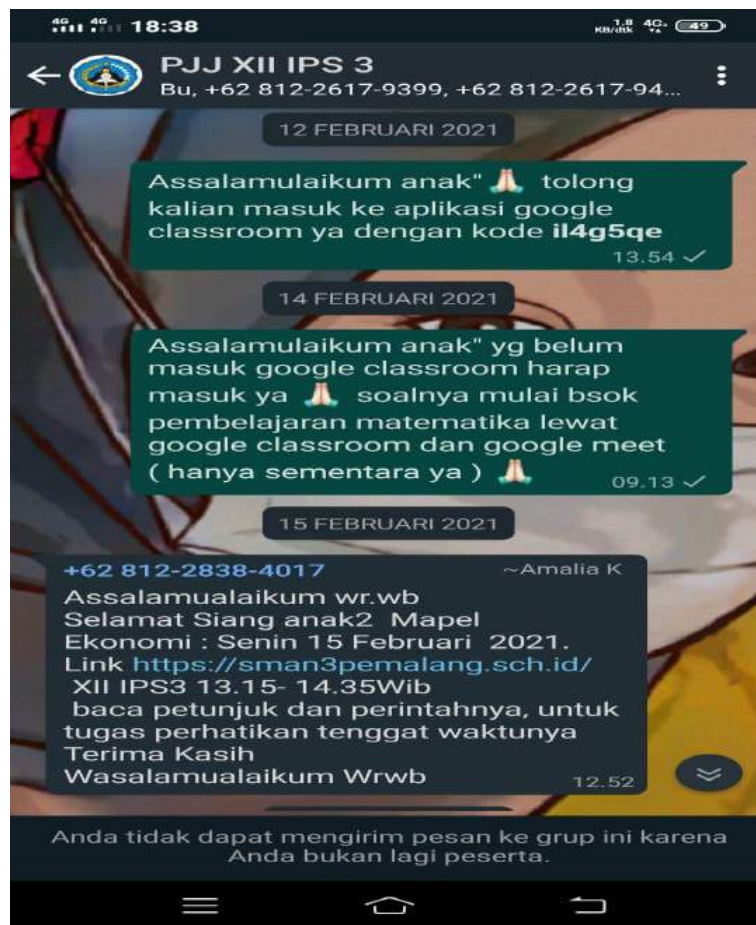 4G 4G 18:38 1.8 KB/dtk 4G+ 49
PJJ XII IPS 3
Bu, +62 812-2617-9399, +62 812-2617-94...
12 FEBRUARI 2021
Assalamulaikum anak" 🙏🏻 tolong
kalian masuk ke aplikasi google
classroom ya dengan kode il4g5qe
13.54
14 FEBRUARI 2021
Assalamulaikum anak" yg belum
masuk google classroom harap
masuk ya 🙏🏻 soalnya mulai bsok
pembelajaran matematika lewat
google classroom dan google meet
( hanya sementara ya ) 🙏🏻 09.13
15 FEBRUARI 2021
+62 812-2838-4017 ~Amalia K
Assalamualaikum wr.wb
Selamat Siang anak2 Mapel
Ekonomi : Senin 15 Februari 2021.
Link https://sman3pemalang.sch.id/
XII IPS3 13.15- 14.35Wib
baca petunjuk dan perintahnya, untuk
tugas perhatikan tenggat waktunya
Terima Kasih
Wasalamualaikum Wrwb 12.52
Anda tidak dapat mengirim pesan ke grup ini karena
Anda bukan lagi peserta.